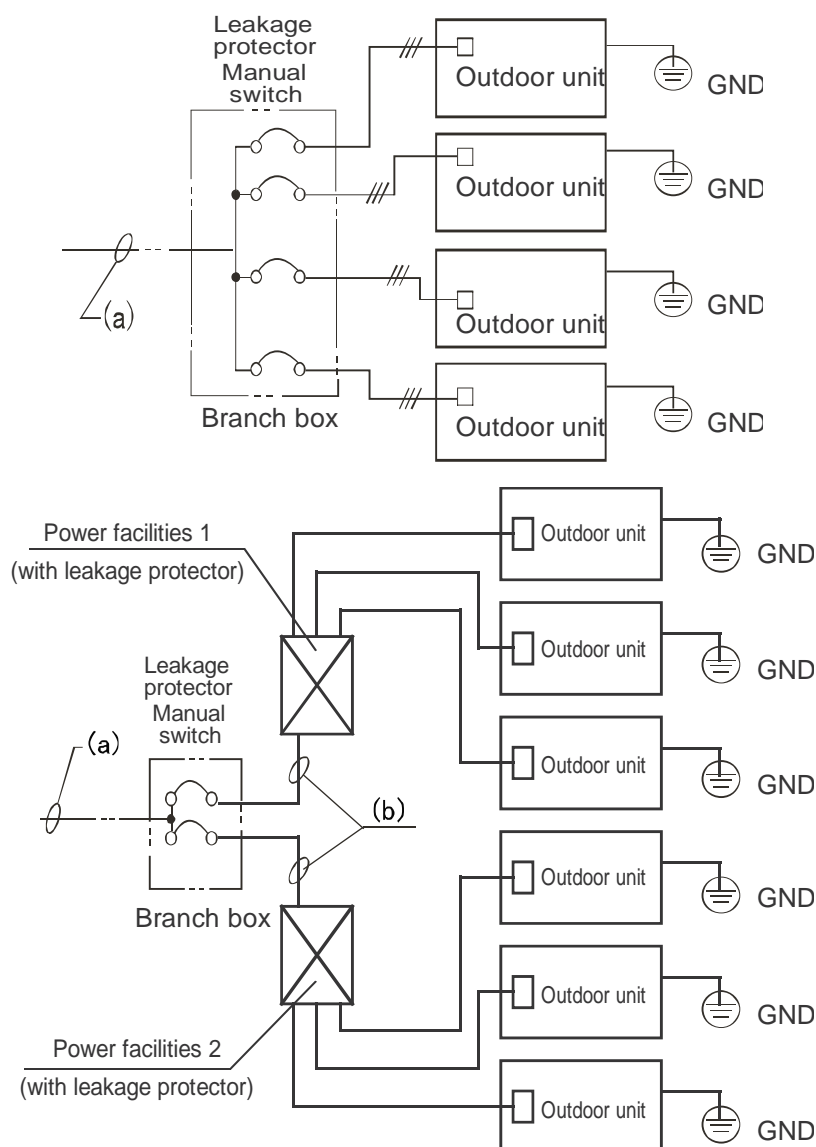 Leakage
protector
Manual
switch
Outdoor unit
GND
Outdoor unit
GND
(a)
Outdoor unit
GND
Outdoor unit
GND
Branch box
Power facilities 1
(with leakage protector)
Outdoor unit
GND
Outdoor unit
GND
Leakage
protector
Manual
switch
(a)
Outdoor unit
GND
(b)
Outdoor unit
GND
Branch box
Outdoor unit
GND
Power facilities 2
(with leakage protector)
Outdoor unit
GND